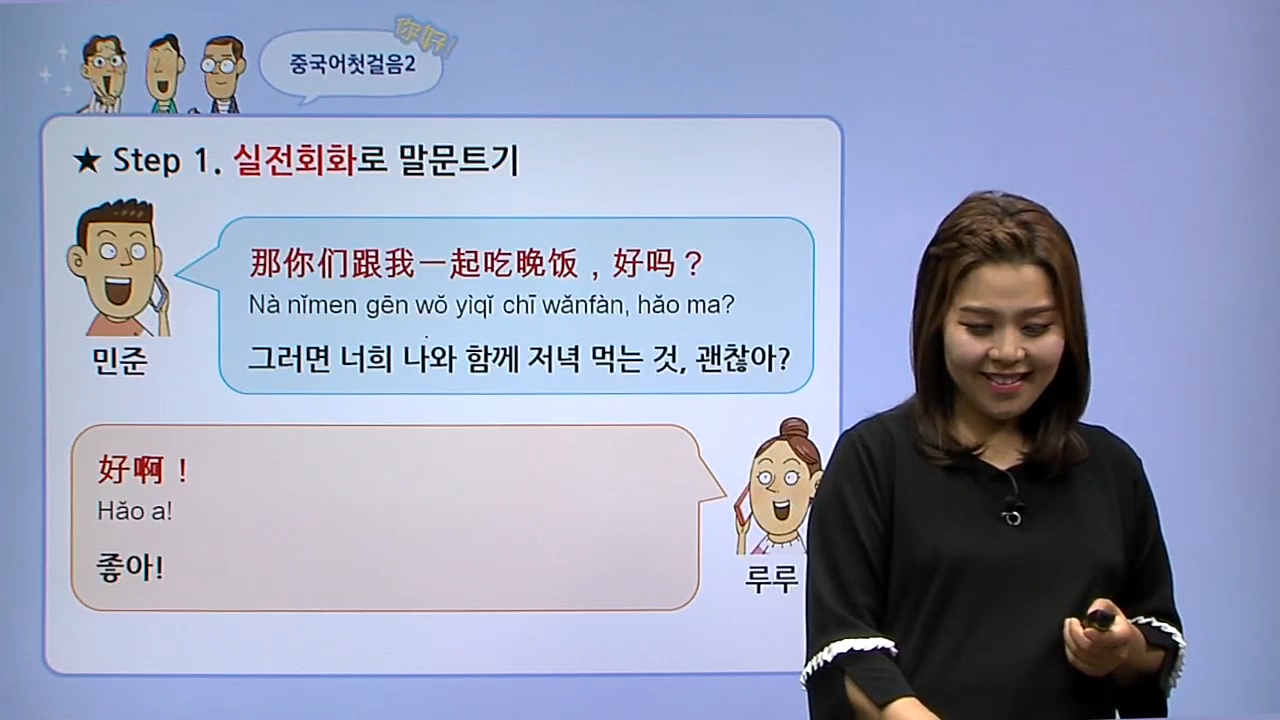 你好!
중국어첫걸음2
★ Step 1. 실전회화로 말문트기
那你们跟我一起吃晚饭，好吗？
Nà nǐmen gēn wǒ yìqǐ chī wǎnfàn, hǎo ma?
그러면 너희 나와 함께 저녁 먹는 것, 괜찮아?
민준
好啊！
Hǎo a!
좋아!
루루